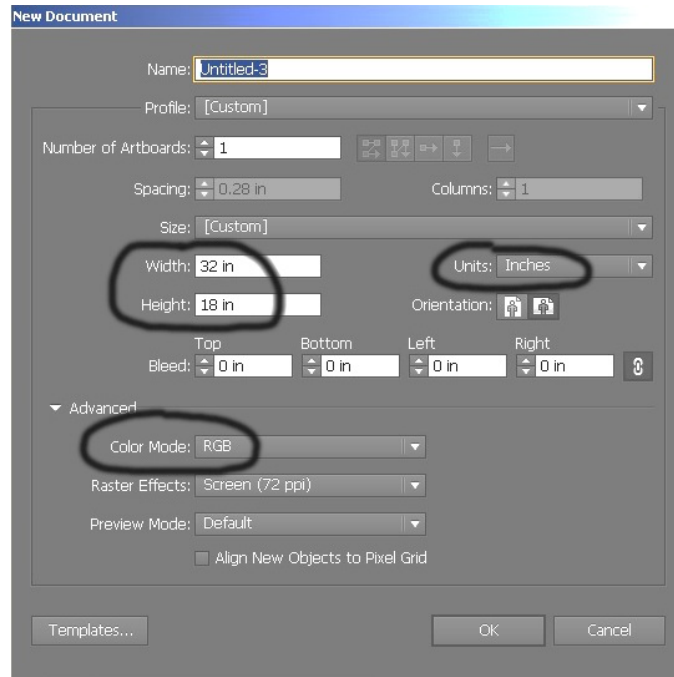 New Document
Name: Untitled-3
Profile: [Custom]
Number of Artboards: 1
Spacing: 0.28 in Columns: 1
Size: [Custom]
Width: 32 in Units: Inches
Height: 18 in Orientation:
Top Bottom Left Right
Bleed: 0 in 0 in 0 in 0 in
Advanced
Color Mode: RGB
Raster Effects: Screen (72 ppi)
Preview Mode: Default
Align New Objects to Pixel Grid
Templates... OK Cancel